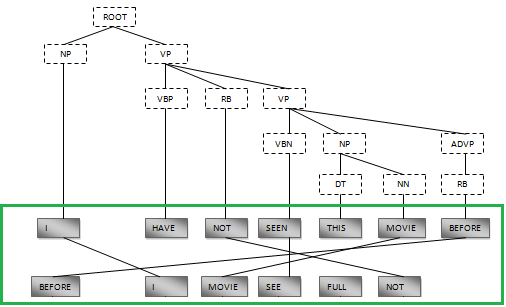 ROOT
NP VP
VBP RB VP
VBN NP ADVP
DT NN RB
I HAVE NOT SEEN THIS MOVIE BEFORE
BEFORE I MOVIE SEE FULL NOT